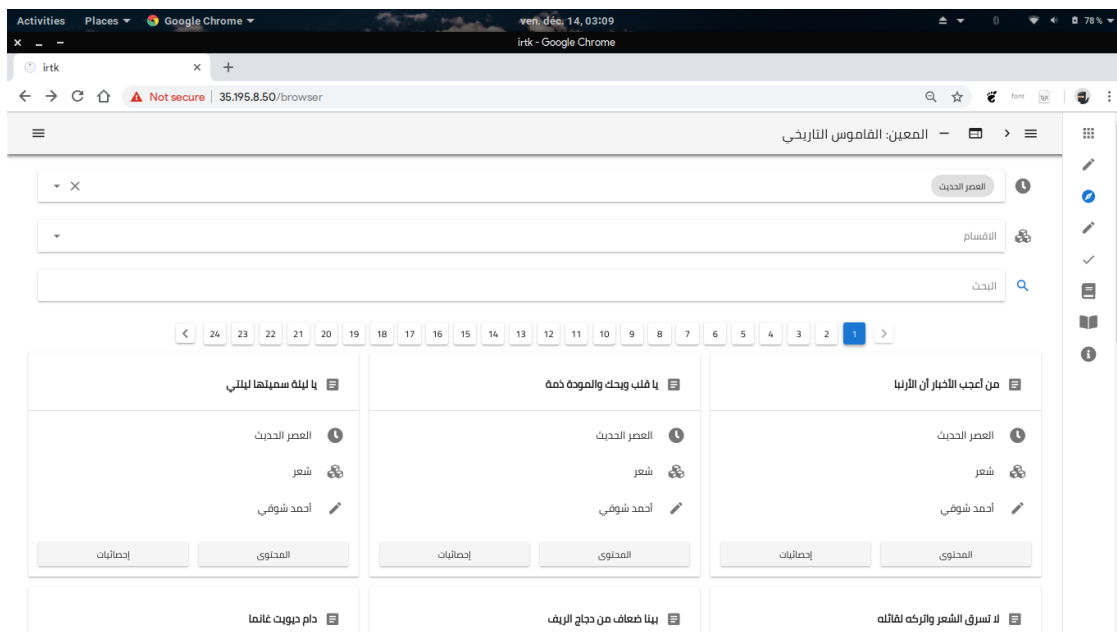 Activities Places Google Chrome ven. déc. 14, 03:09 0 78%
irtk - Google Chrome
irtk
Not secure 35.195.8.50/browser font
المعين: القاموس التاريخي
العصر الحديث
الاقسام
البحث
1 2 3 4 5 6 7 8 9 10 11 12 13 14 15 16 17 18 19 20 21 22 23 24
من أعجب الأخبار أن الأرنبا يا قلب ويحك والمودة ذمة يا ليلة سميتها ليلتي
العصر الحديث العصر الحديث العصر الحديث
شعر شعر شعر
أحمد شوقي أحمد شوقي أحمد شوقي
المحتوى إحصائيات المحتوى إحصائيات المحتوى إحصائيات
لا تسرق الشعر واتركه لقائله بينا ضعاف من دجاج الريف دام ديويت غانما